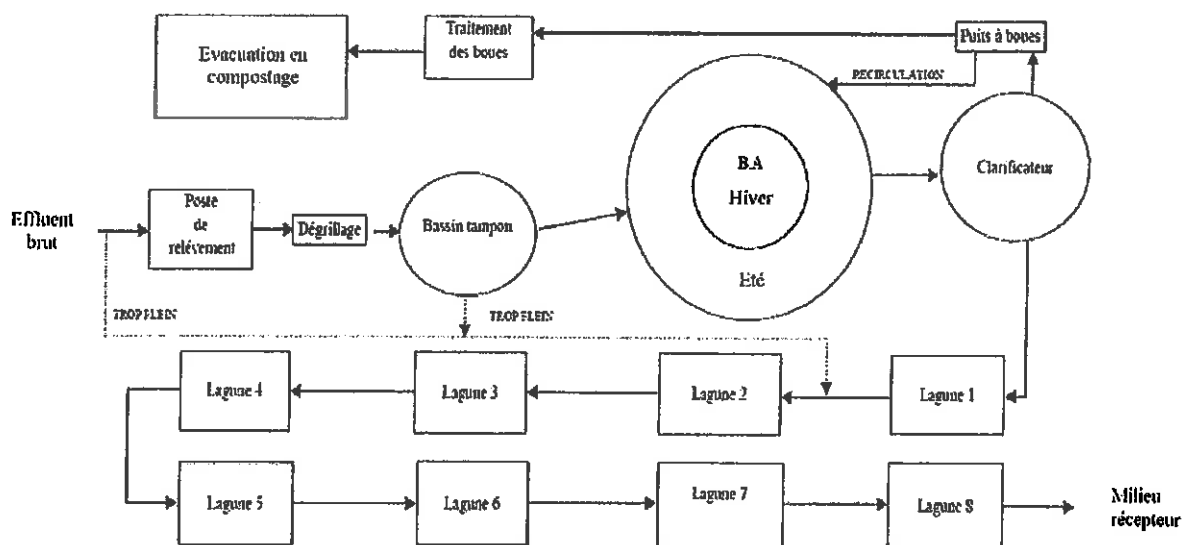 Evacuation en
compostage
Traitement
des boues
Puits à boues
RECIRCULATION
B.A
Hiver
Eté
Clarificateur
Effluent
brut
Poste
de
relévement
Dégrillage
Bassin tampon
TROP PLEIN
TROP PLEIN
Lagune 4
Lagune 3
Lagune 2
Lagune 1
Lagune 5
Lagune 6
Lagune 7
Lagune 8
Milieu
récepteur